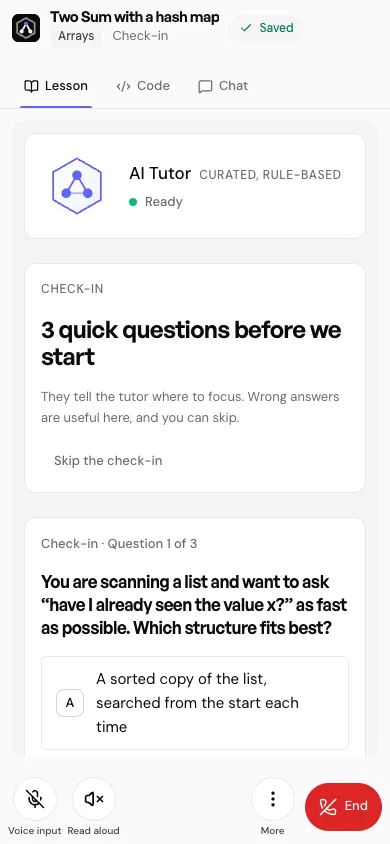 Two Sum with a hash map
Arrays
Check-in
Saved
Lesson
Code
Chat
AI Tutor CURATED, RULE-BASED
Ready
CHECK-IN
3 quick questions before we
start
They tell the tutor where to focus. Wrong answers
are useful here, and you can skip.
Skip the check-in
Check-in · Question 1 of 3
You are scanning a list and want to ask
“have I already seen the value x?” as fast
as possible. Which structure fits best?
A
A sorted copy of the list,
searched from the start each
time
Voice input
Read aloud
More
End